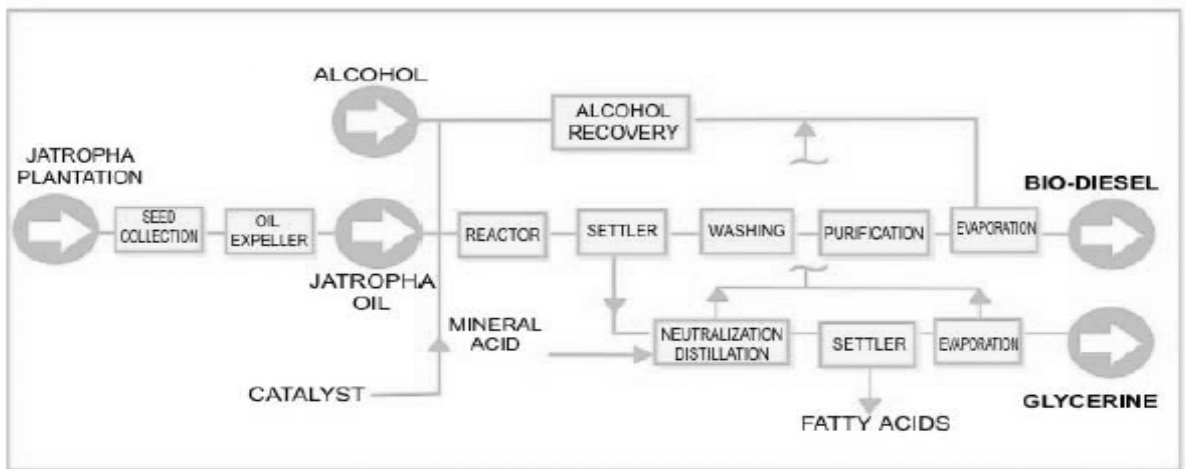 ALCOHOL
ALCOHOL
RECOVERY
JATROPHA
PLANTATION
BIO-DIESEL
SEED
COLLECTION
OIL
EXPELLER
REACTOR
SETTLER
WASHING
PURIFICATION
EVAPORATION
JATROPHA
OIL
MINERAL
ACID
NEUTRALIZATION
DISTILLATION
SETTLER
EVAPORATION
CATALYST
GLYCERINE
FATTY ACIDS